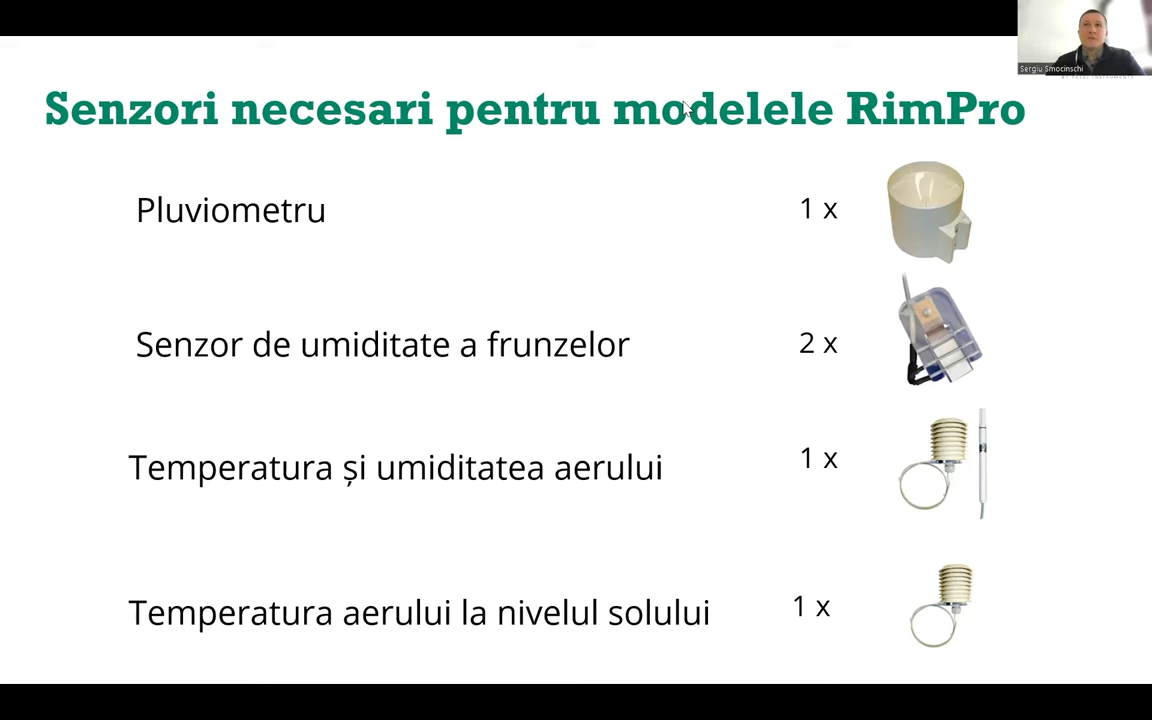 Sergiu Smocinschi
Senzori necesari pentru modelele RimPro
Pluviometru 1 x
Senzor de umiditate a frunzelor 2 x
Temperatura și umiditatea aerului 1 x
Temperatura aerului la nivelul solului 1 x